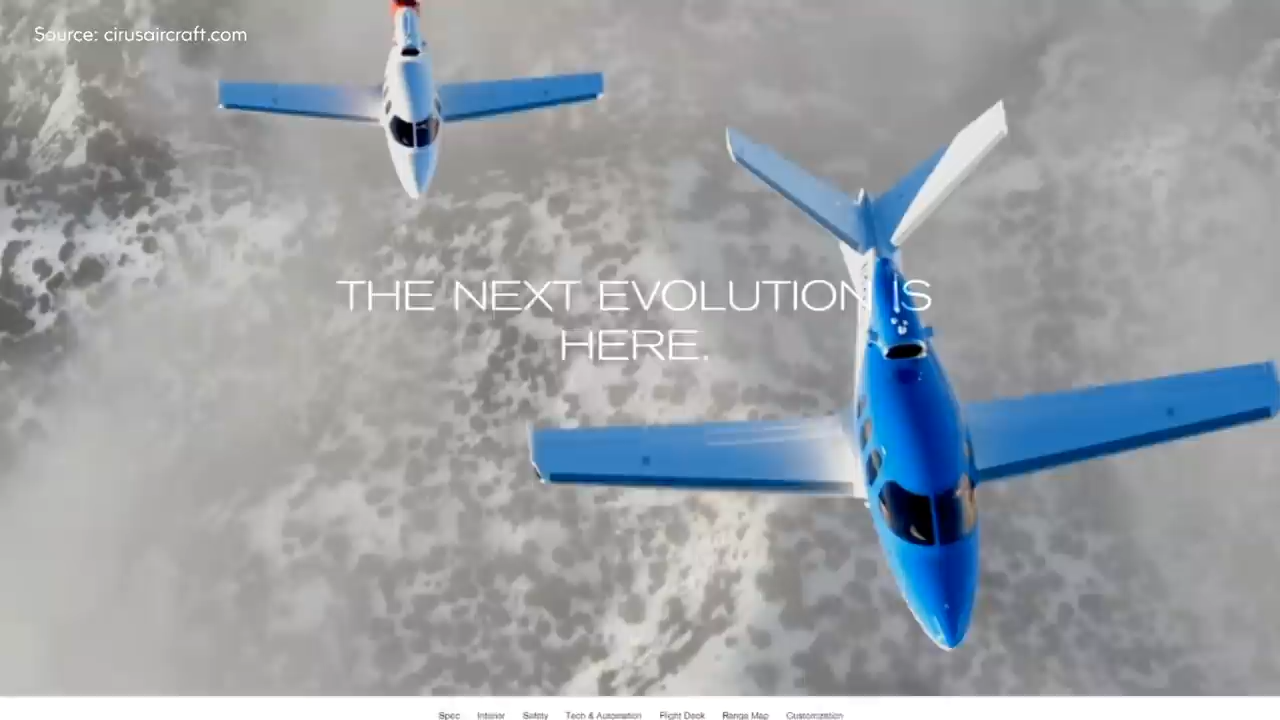 Source: cirusaircraft.com
THE NEXT EVOLUTION IS
HERE.
Spec Interior Safety Tech & Automation Flight Deck Range Map Customization